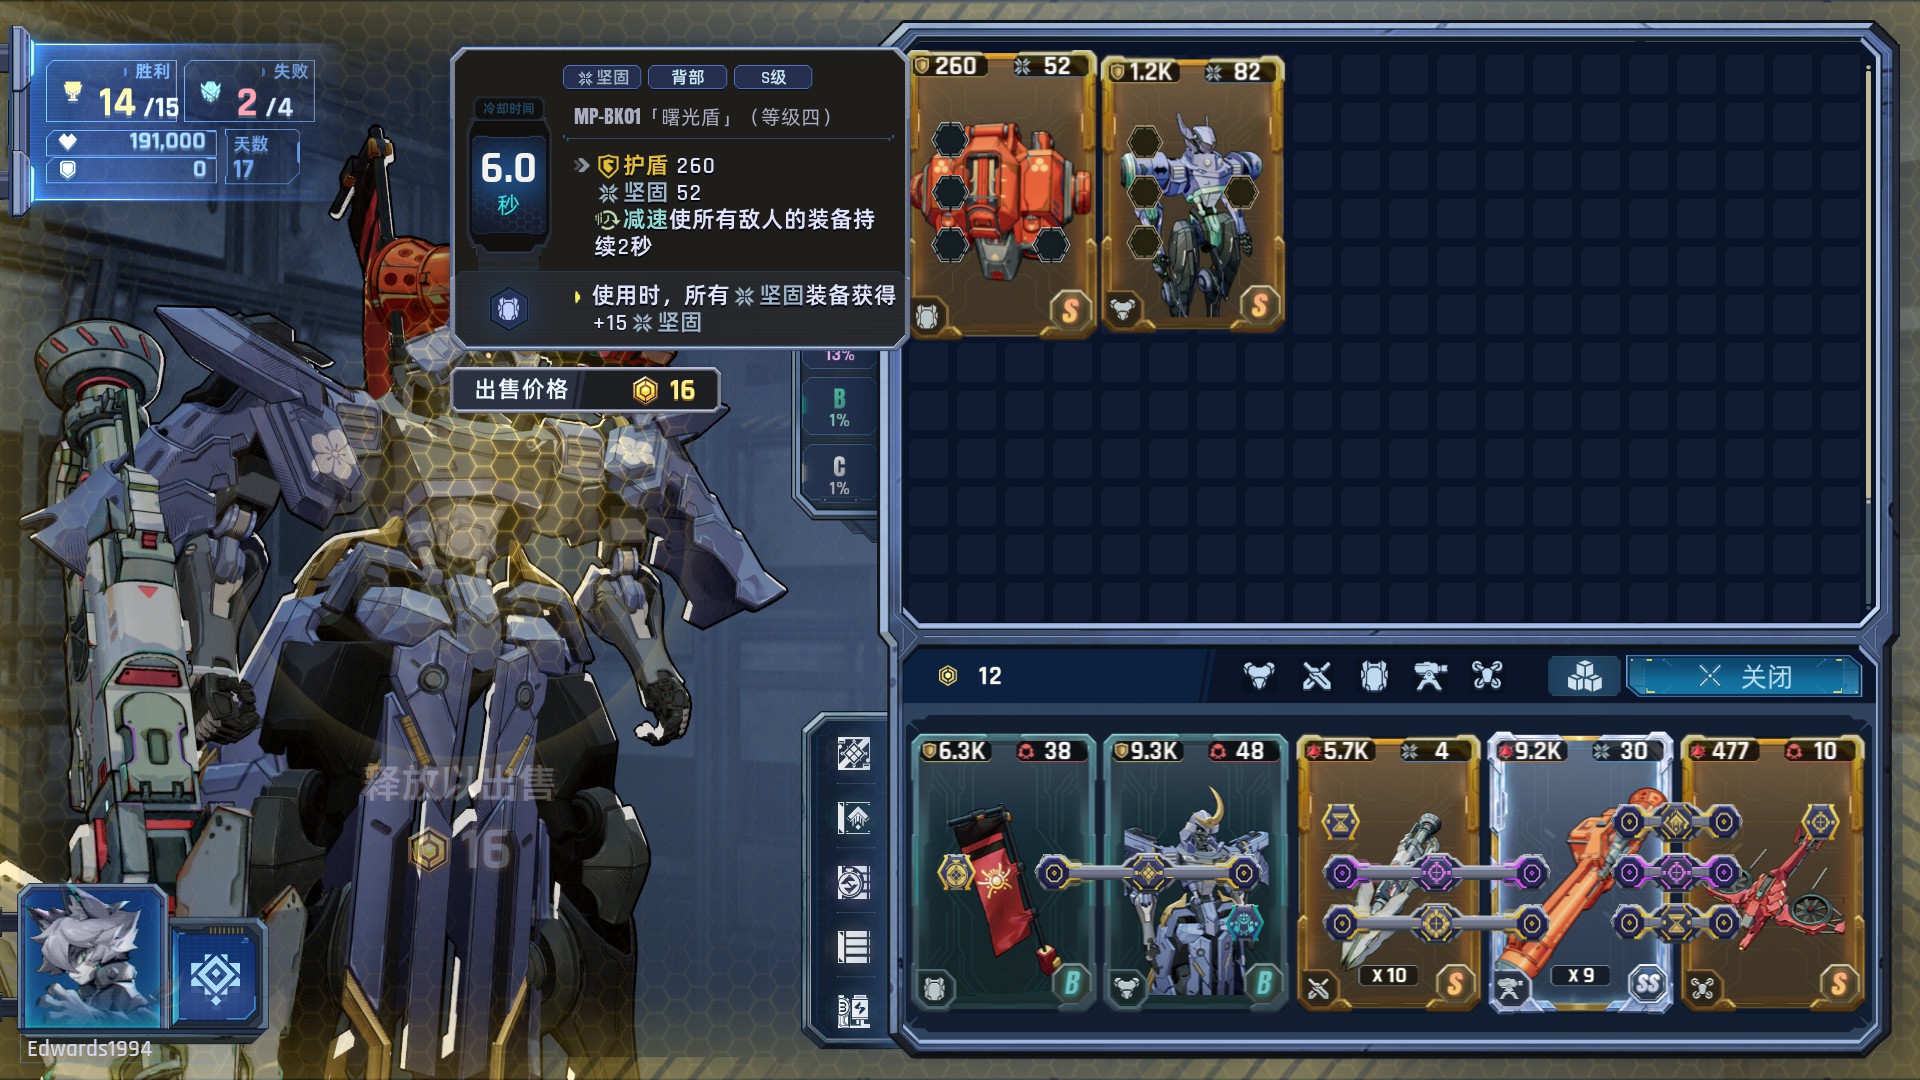 胜利
14 /15
失败
2 /4
191,000
0
天数
17
坚固
背部
S级
冷却时间
6.0
秒
MP-BK01「曙光盾」（等级四）
护盾 260
坚固 52
减速使所有敌人的装备持
续2秒
使用时，所有坚固装备获得
+15 坚固
出售价格
16
13%
B
1%
C
1%
260
52
S
1.2K
82
S
12
关闭
释放以出售
16
6.3K
38
B
9.3K
48
B
5.7K
4
x10
S
9.2K
30
x9
SS
477
10
S
Edwards1994